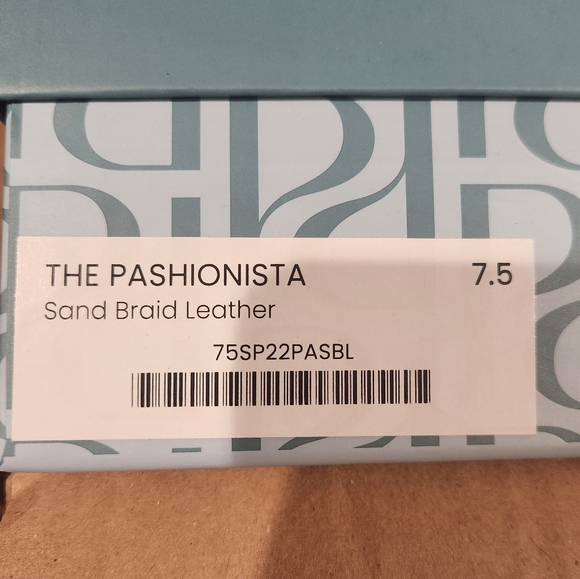 THE PASHIONISTA 7.5
Sand Braid Leather
75SP22PASBL